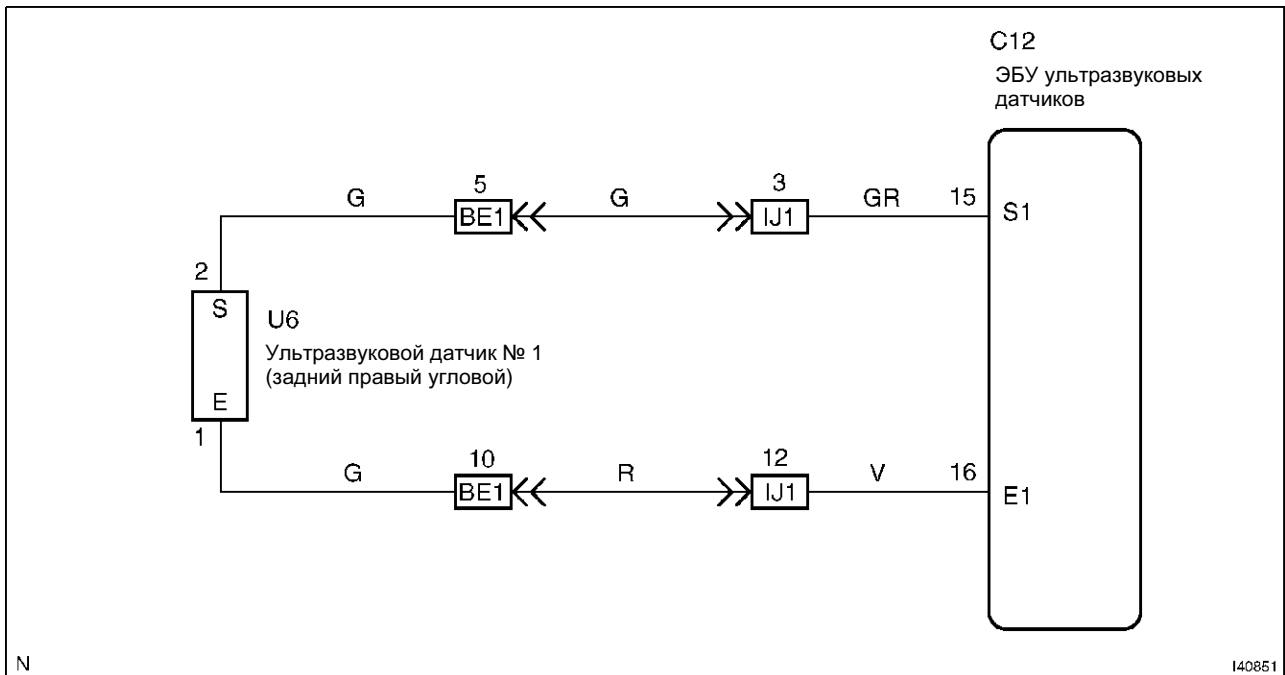 C12
ЭБУ ультразвуковых
датчиков
G
5
BE1
G
3
IJ1
GR
15
S1
2
S
U6
Ультразвуковой датчик № 1
(задний правый угловой)
E
1
G
10
BE1
R
12
IJ1
V
16
E1
N
I40851